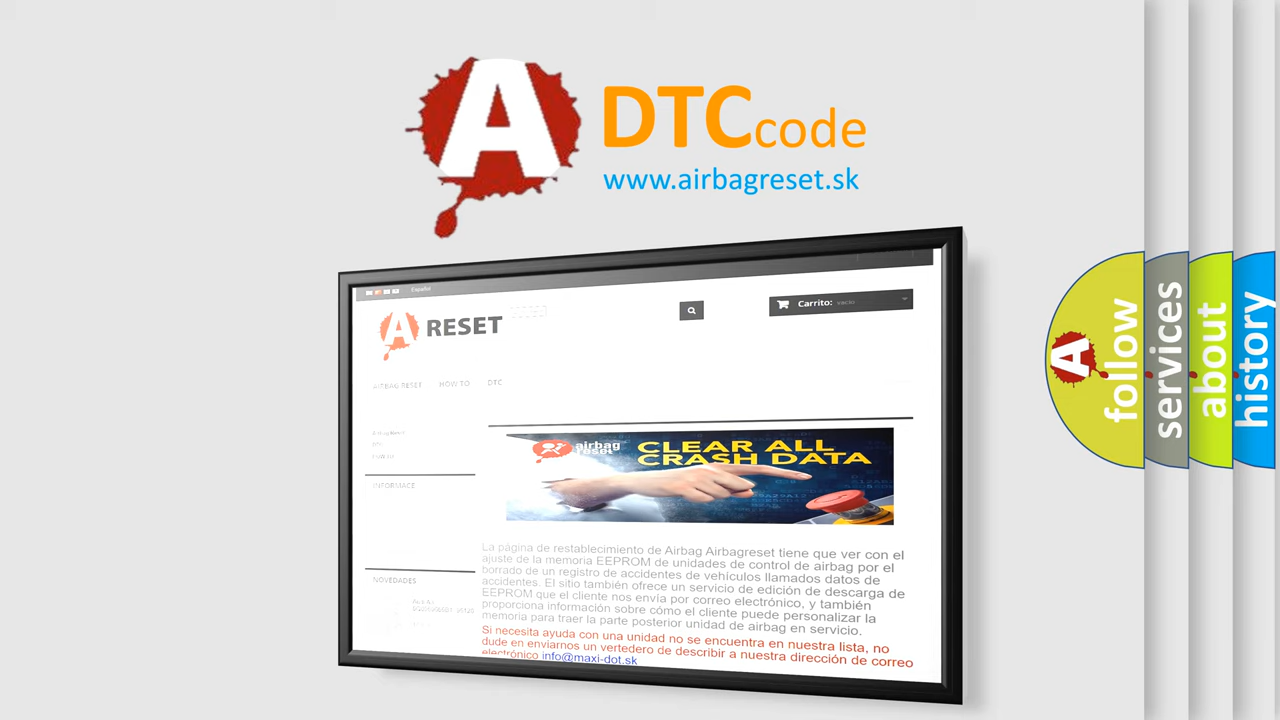 A
DTCcode
www.airbagreset.sk
Español
A RESET
Carrito: vacío
AIRBAG RESET HOW TO DTC
INFORMACE
NOVEDADES
airbag
reset
CLEAR ALL
CRASH DATA
La página de restablecimiento de Airbag Airbagreset tiene que ver con el
ajuste de la memoria EEPROM de unidades de control de airbag por el
borrado de un registro de accidentes de vehículos llamados datos de
accidentes. El sitio también ofrece un servicio de edición de descarga de
EEPROM que el cliente nos envía por correo electrónico, y también
proporciona información sobre cómo el cliente puede personalizar la
memoria para traer la parte posterior unidad de airbag en servicio.
Si necesita ayuda con una unidad no se encuentra en nuestra lista, no
dude en enviarnos un vertedero de describir a nuestra dirección de correo
electrónico info@maxi-dot.sk
A
follow
services
about
history